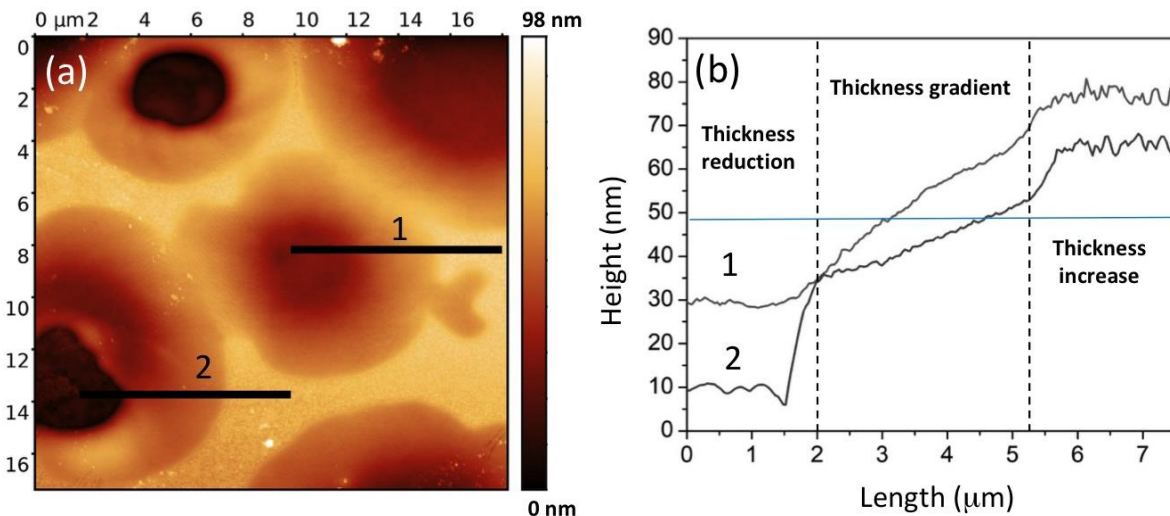 0 μm 2 4 6 8 10 12 14 16
98 nm
(a)
0
2
4
6
8
10
12
14
16
1
2
0 nm
(b)
Height (nm)
90
80
70
60
50
40
30
20
10
0
Thickness gradient
Thickness
reduction
Thickness
increase
1
2
0 1 2 3 4 5 6 7
Length (μm)